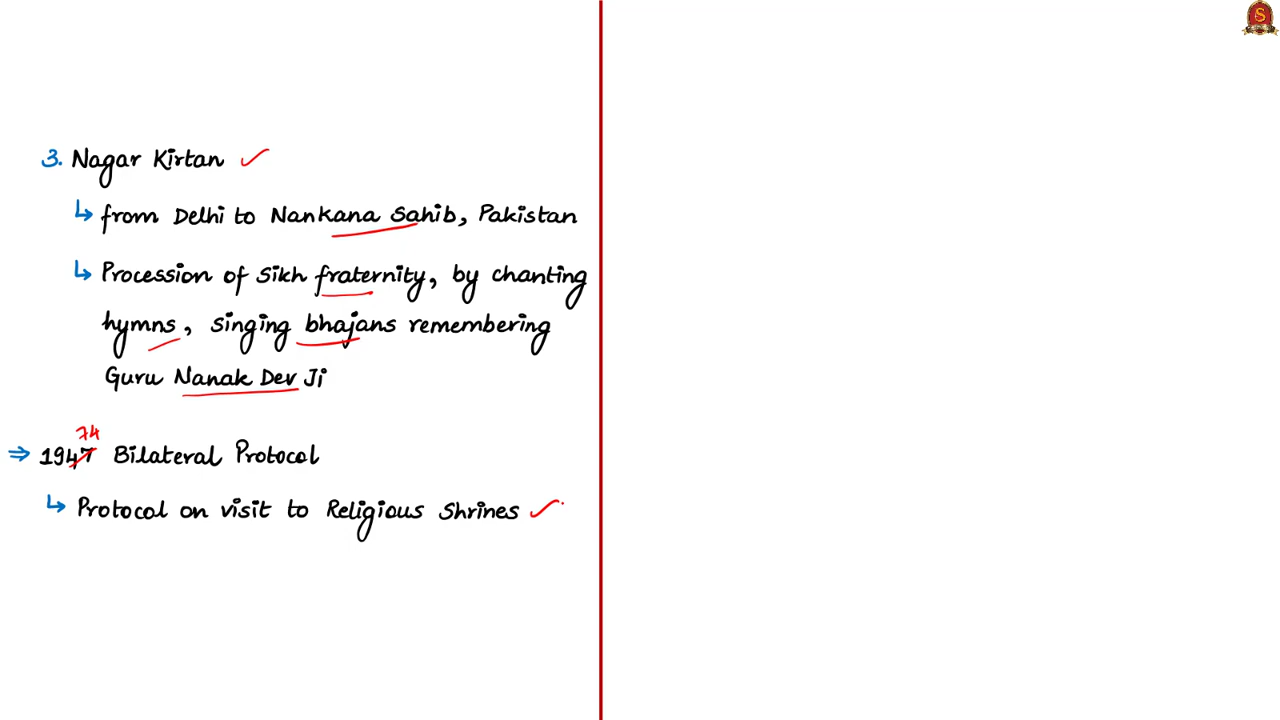 3. Nagar Kirtan ✓
↳ from Delhi to Nankana Sahib, Pakistan
↳ Procession of Sikh fraternity, by chanting
hymns, singing bhajans remembering
Guru Nanak Dev Ji
74
⇒ 1947 Bilateral Protocol
↳ Protocol on visit to Religious Shrines ✓
S